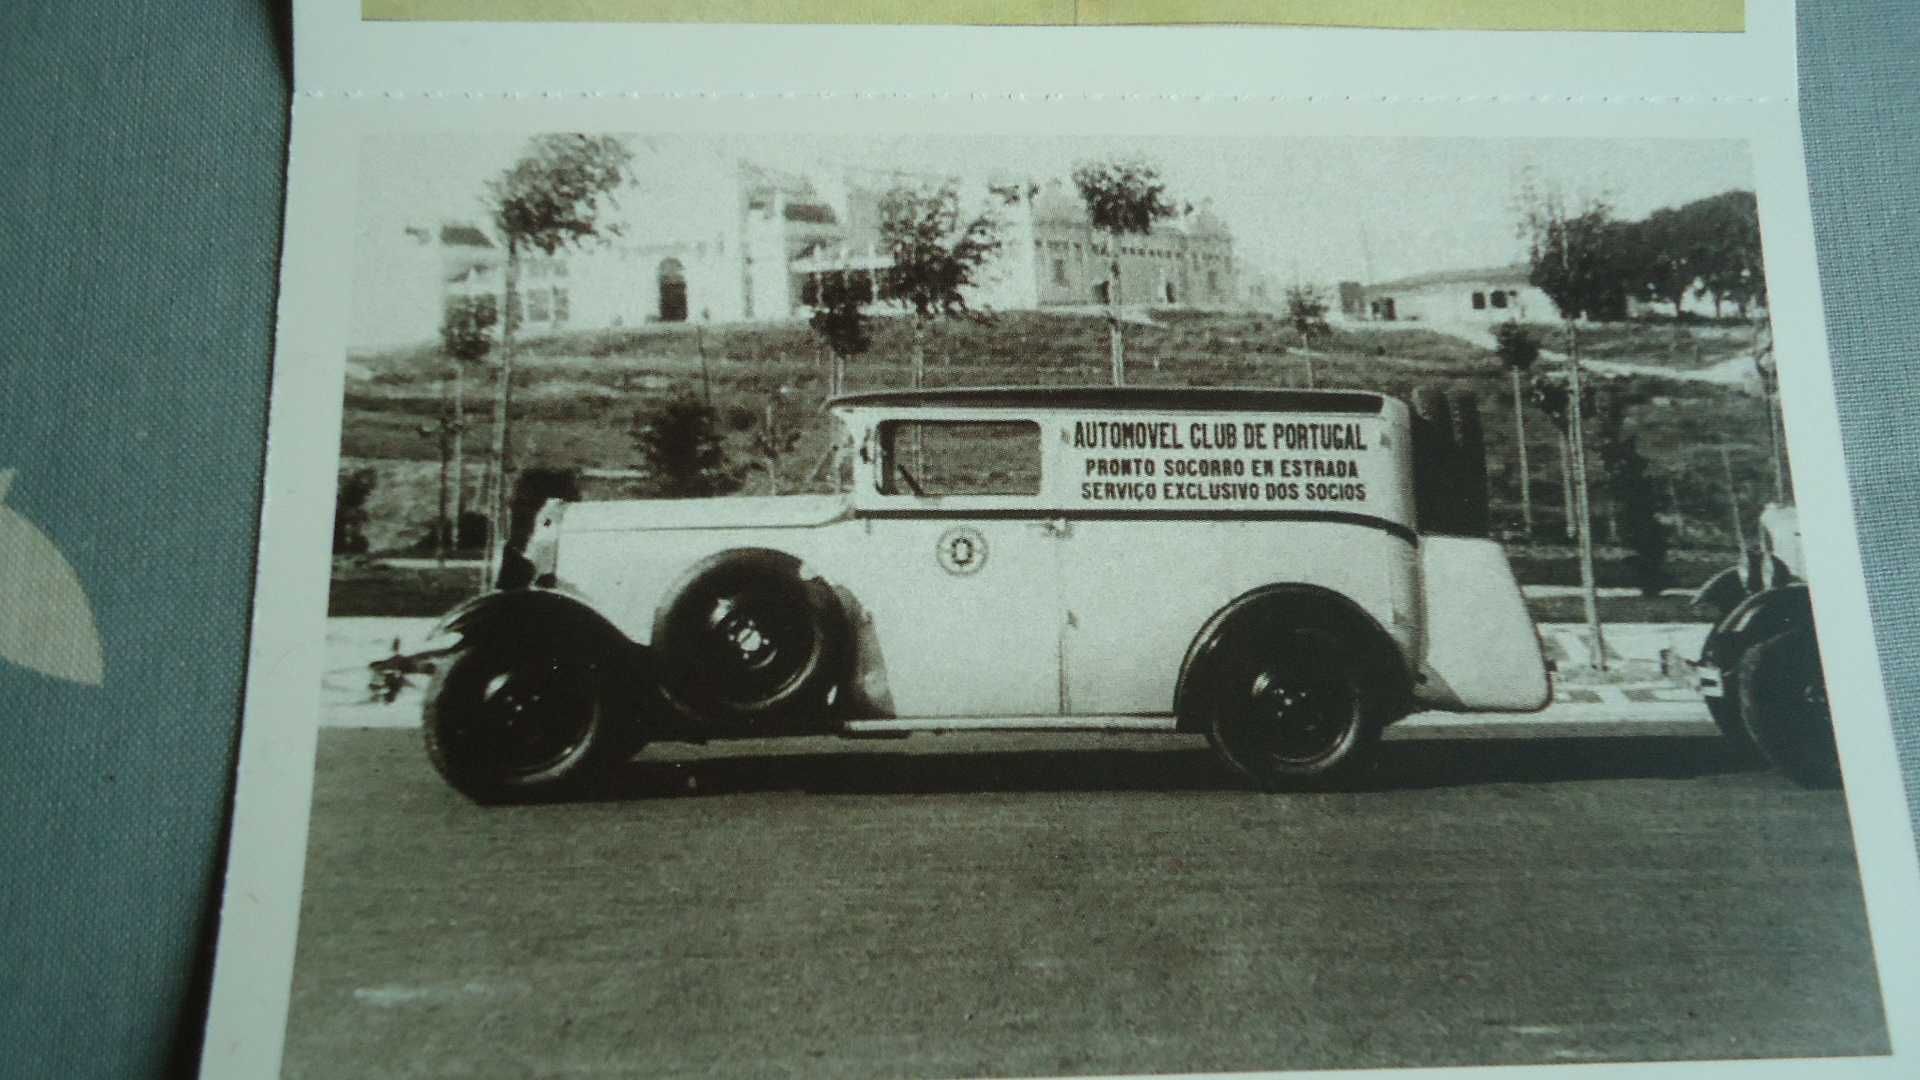 AUTOMOVEL CLUB DE PORTUGAL
PRONTO SOCORRO EM ESTRADA
SERVIÇO EXCLUSIVO DOS SOCIOS